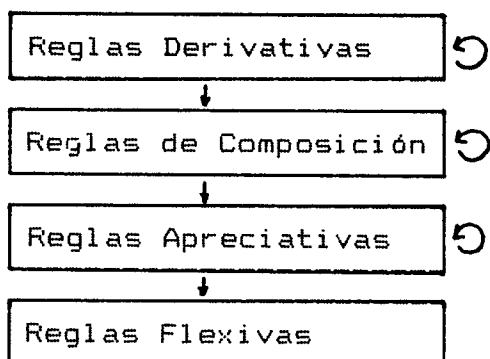 Reglas Derivativas
Reglas de Composición
Reglas Apreciativas
Reglas Flexivas